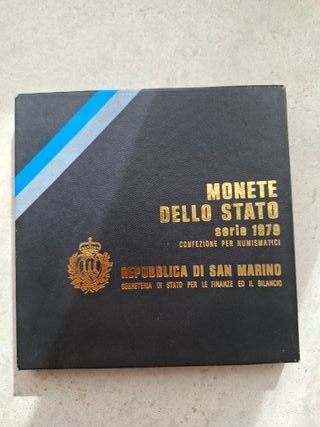 MONETE
DELLO STATO
serie 1979
CONFEZIONE PER NUMISMATICI
REPUBBLICA DI SAN MARINO
SEGRETERIA DI STATO PER LE FINANZE ED IL BILANCIO